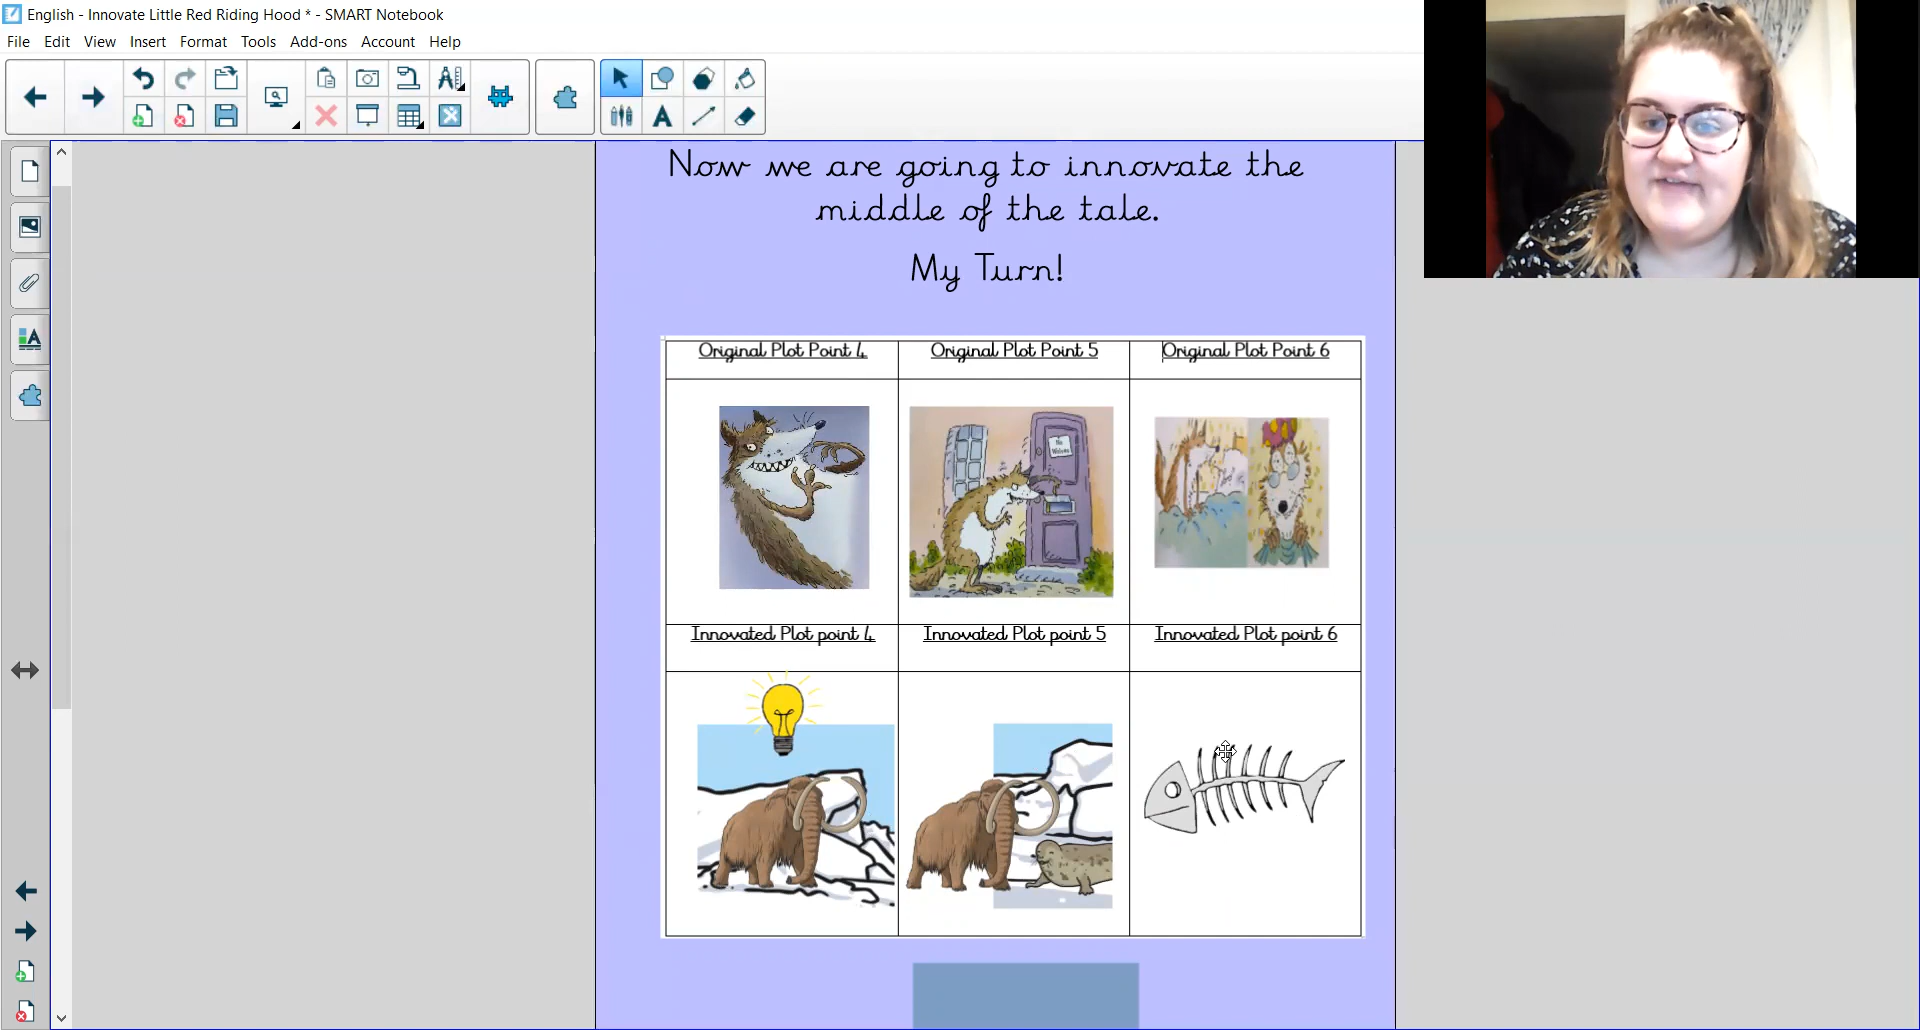 English - Innovate Little Red Riding Hood * - SMART Notebook
File Edit View Insert Format Tools Add-ons Account Help
Now we are going to innovate the
middle of the tale.
My Turn!
Original Plot Point 4 Original Plot Point 5 Original Plot Point 6
No
Wolves
Innovated Plot point 4 Innovated Plot point 5 Innovated Plot point 6